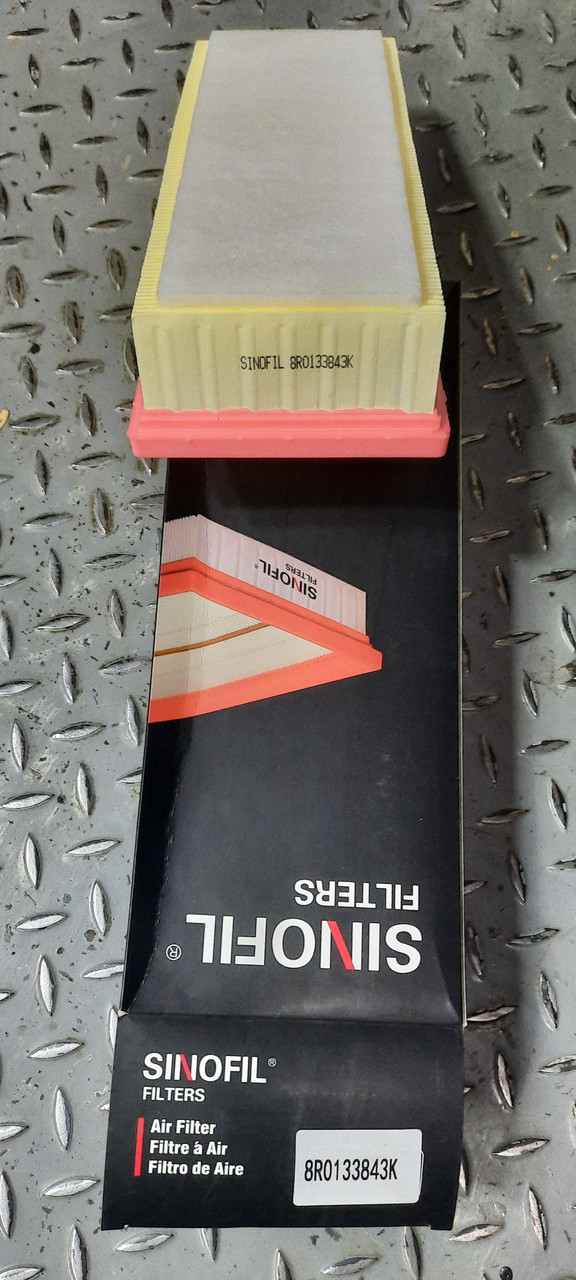 SINOFIL 8R0133843K
SINOFIL®
FILTERS
SINOFIL®
FILTERS
SINOFIL®
FILTERS
Air Filter
Filtre à Air
Filtro de Aire
8R0133843K